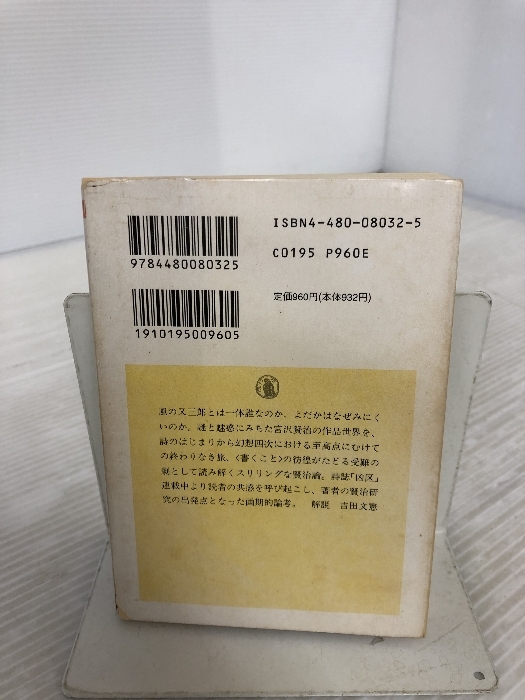 ISBN4-480-08032-5
9784480080325
C0195 P960E
定価960円(本体932円)
1910195009605
風の又三郎とは一体誰なのか。よだかはなぜみにく
いのか。謎と魅惑にみちた宮沢賢治の作品世界を、
詩のはじまりから幻想四次における至高点にむけて
の終わりなき旅、〈書くこと〉の彷徨がたどる受難の
劇として読み解くスリリングな賢治論。詩誌「凶区」
連載中より読者の共感を呼び起こし、著者の賢治研
究の出発点となった画期的論考。 解説 吉田文憲